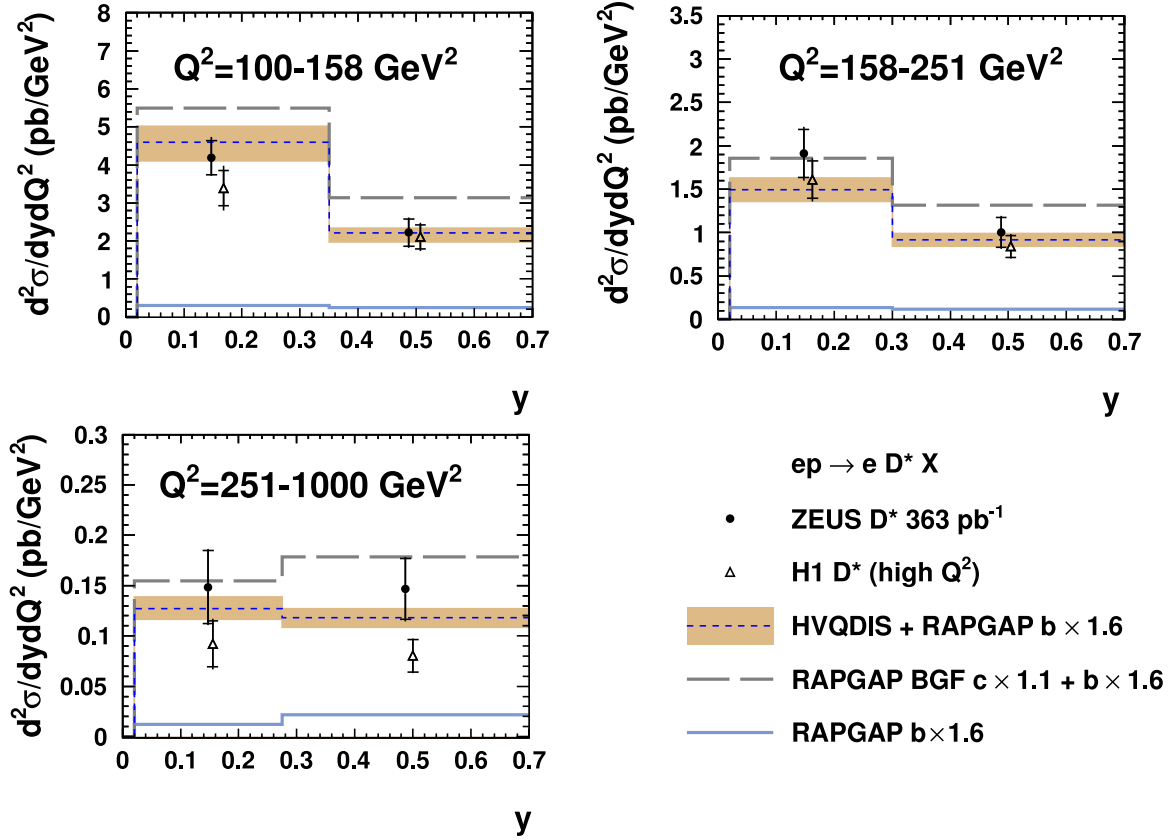 d²σ/dydQ² (pb/GeV²)
8
7
6
5
4
3
2
1
0
Q²=100-158 GeV²
0 0.1 0.2 0.3 0.4 0.5 0.6 0.7
y
d²σ/dydQ² (pb/GeV²)
3.5
3
2.5
2
1.5
1
0.5
0
Q²=158-251 GeV²
0 0.1 0.2 0.3 0.4 0.5 0.6 0.7
y
d²σ/dydQ² (pb/GeV²)
0.3
0.25
0.2
0.15
0.1
0.05
0
Q²=251-1000 GeV²
0 0.1 0.2 0.3 0.4 0.5 0.6 0.7
y
ep → e D* X
ZEUS D* 363 pb⁻¹
H1 D* (high Q²)
HVQDIS + RAPGAP b × 1.6
RAPGAP BGF c × 1.1 + b × 1.6
RAPGAP b×1.6